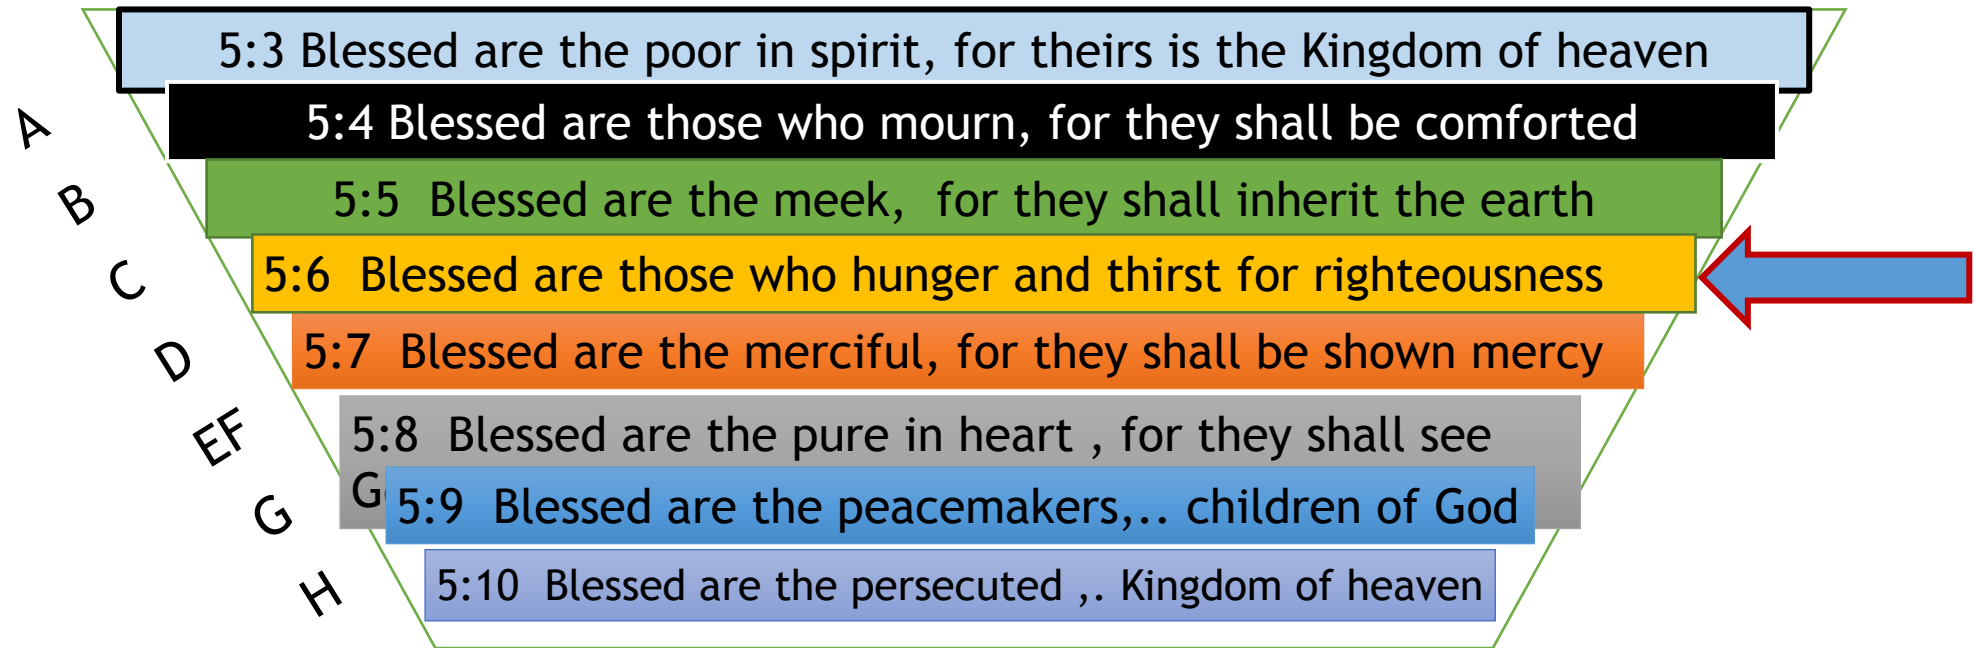 5:3 Blessed are the poor in spirit, for theirs is the Kingdom of heaven
A
5:4 Blessed are those who mourn, for they shall be comforted
B
5:5 Blessed are the meek, for they shall inherit the earth
C
5:6 Blessed are those who hunger and thirst for righteousness
D
5:7 Blessed are the merciful, for they shall be shown mercy
EF
5:8 Blessed are the pure in heart , for they shall see
G
5:9 Blessed are the peacemakers,.. children of God
H
5:10 Blessed are the persecuted ,. Kingdom of heaven